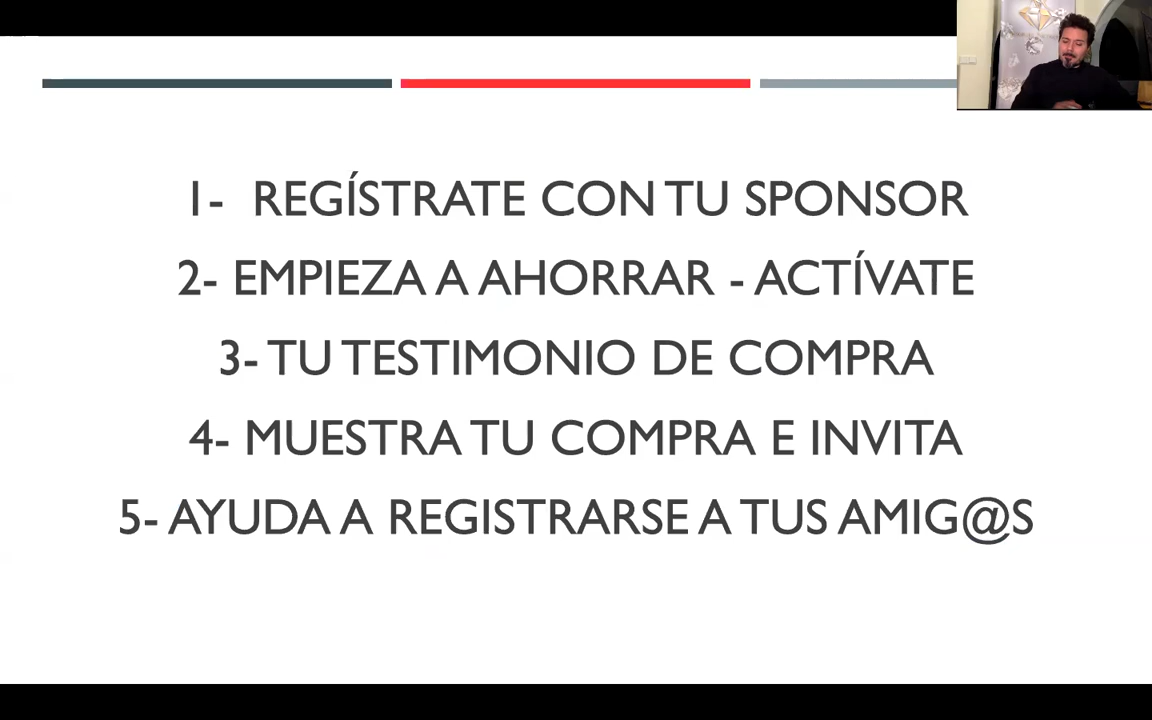 1- REGÍSTRATE CON TU SPONSOR
2- EMPIEZA A AHORRAR - ACTÍVATE
3- TU TESTIMONIO DE COMPRA
4- MUESTRA TU COMPRA E INVITA
5- AYUDA A REGISTRARSE A TUS AMIG@S